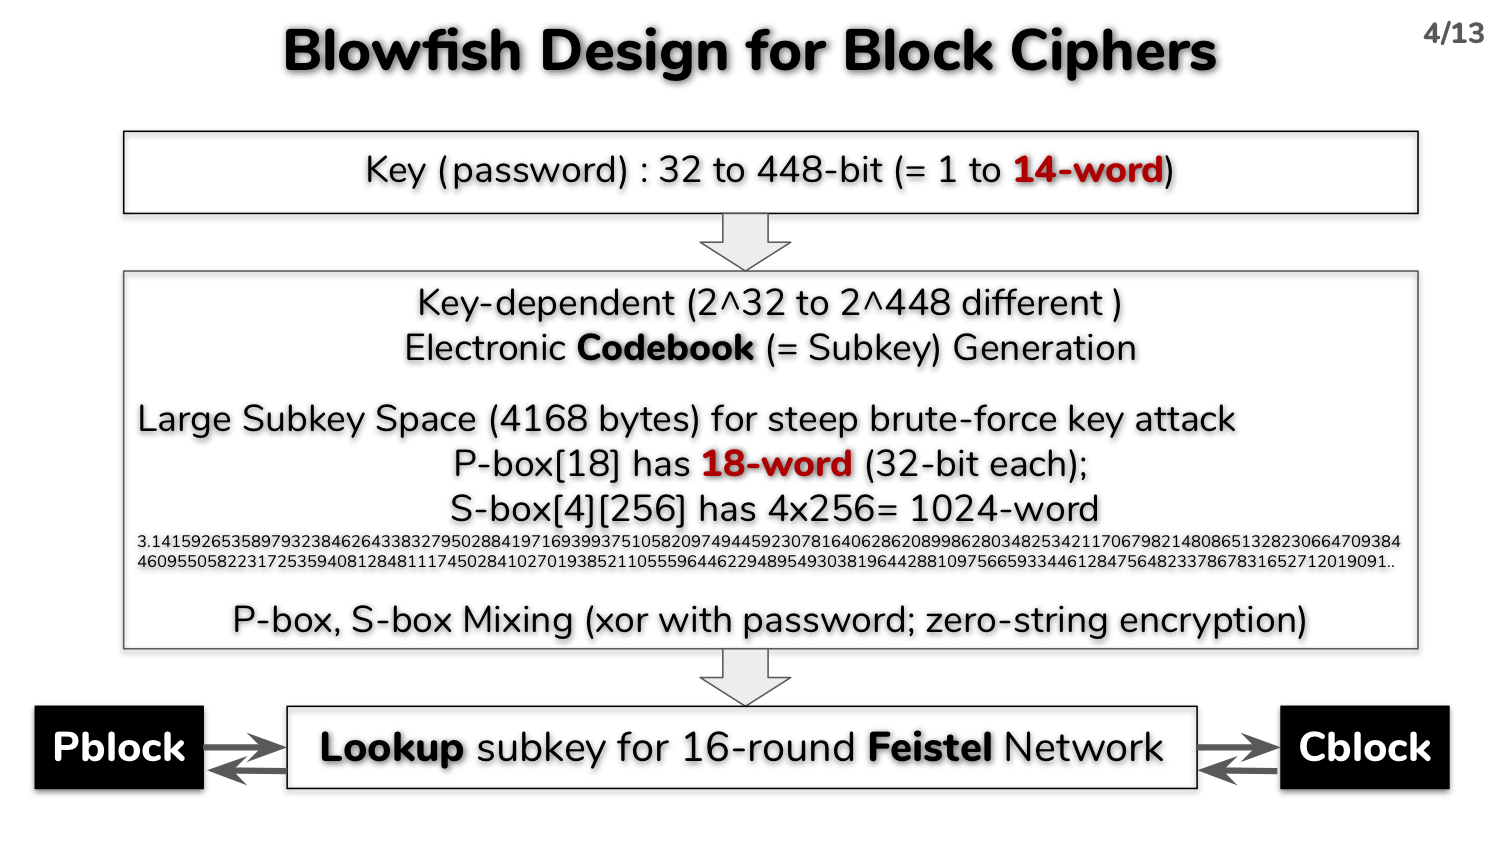 Blowfish Design for Block Ciphers
4/13
Key (password) : 32 to 448-bit (= 1 to 14-word)
Key-dependent (2^32 to 2^448 different )
Electronic Codebook (= Subkey) Generation
Large Subkey Space (4168 bytes) for steep brute-force key attack
P-box[18] has 18-word (32-bit each);
S-box[4][256] has 4x256= 1024-word
3.14159265358979323846264338327950288419716939937510582097494459230781640628620899862803482534211706798214808651328230664709384
46095505822317253594081284811174502841027019385211055596446229489549303819644288109756659334461284756482337867831652712019091..
P-box, S-box Mixing (xor with password; zero-string encryption)
Pblock
Lookup subkey for 16-round Feistel Network
Cblock